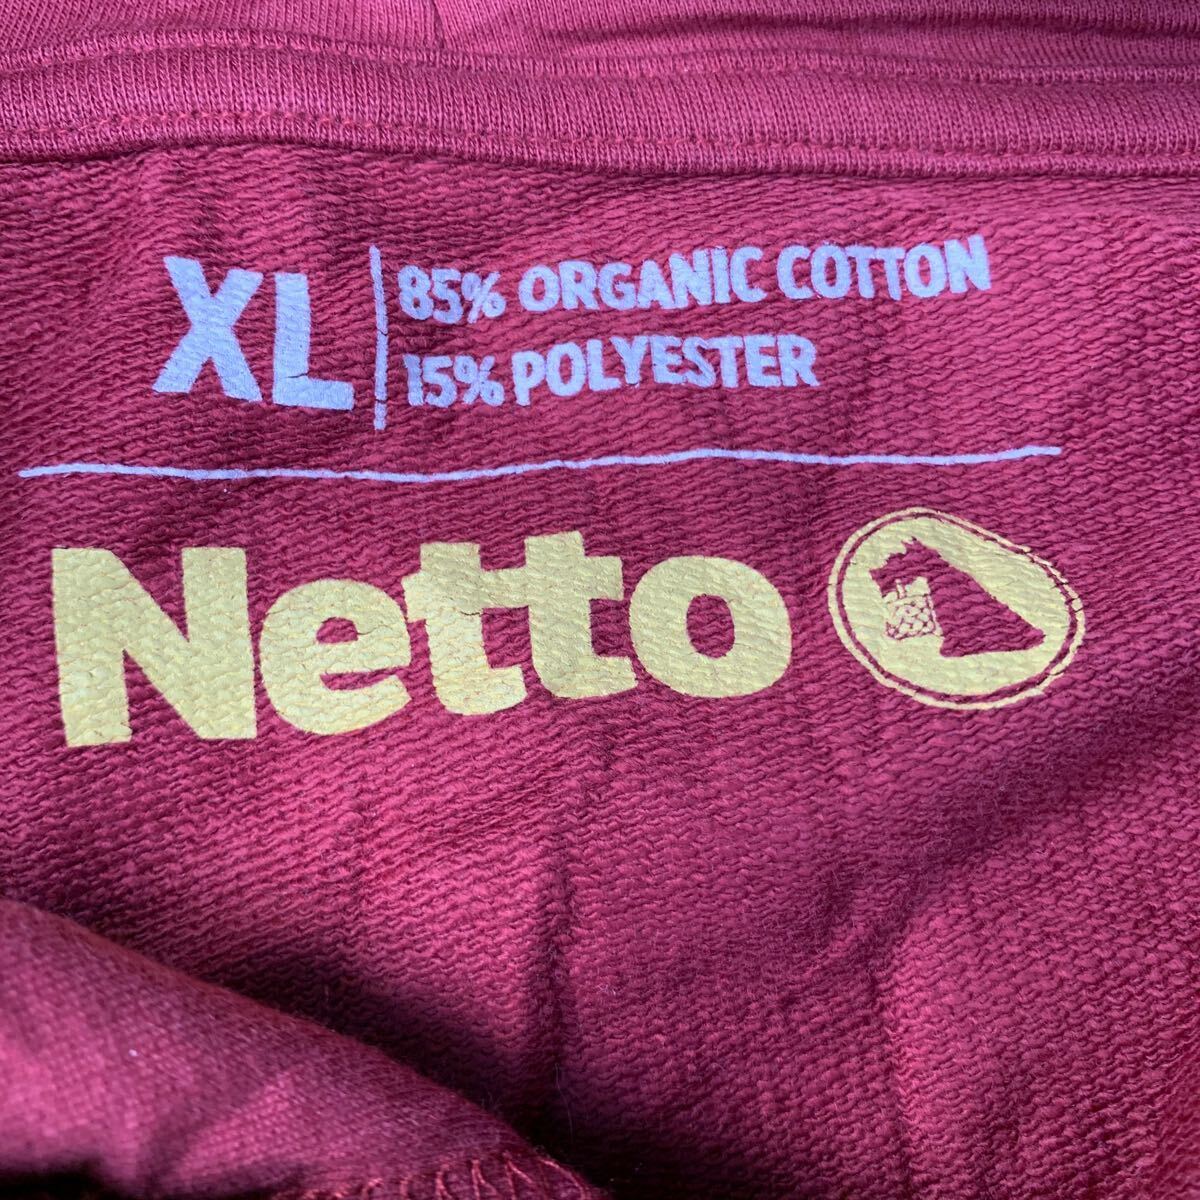 XL
85% ORGANIC COTTON
15% POLYESTER
Netto